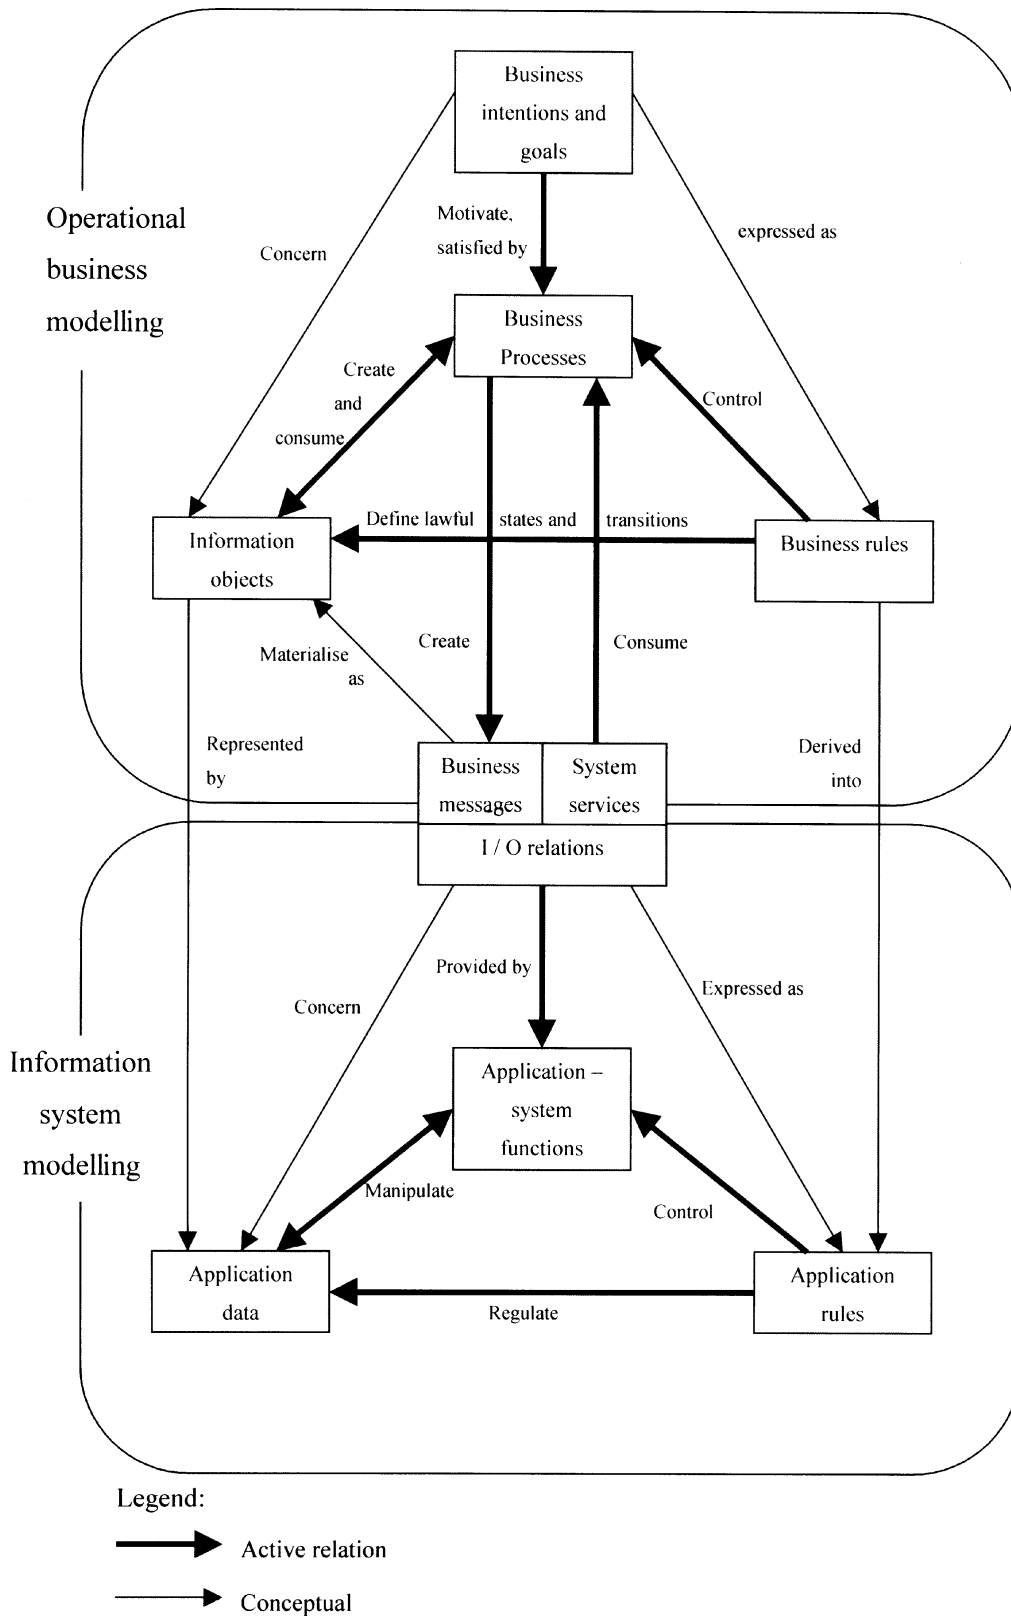 Business
intentions and
goals
Operational
business
modelling
Motivate,
satisfied by
Concern
expressed as
Business
Processes
Create
and
consume
Control
Define lawful states and transitions
Information
objects
Business rules
Create
Consume
Materialise
as
Represented
by
Derived
into
Business
messages
System
services
I / O relations
Provided by
Concern
Expressed as
Information
system
modelling
Application –
system
functions
Manipulate
Control
Application
data
Application
rules
Regulate
Legend:
Active relation
Conceptual